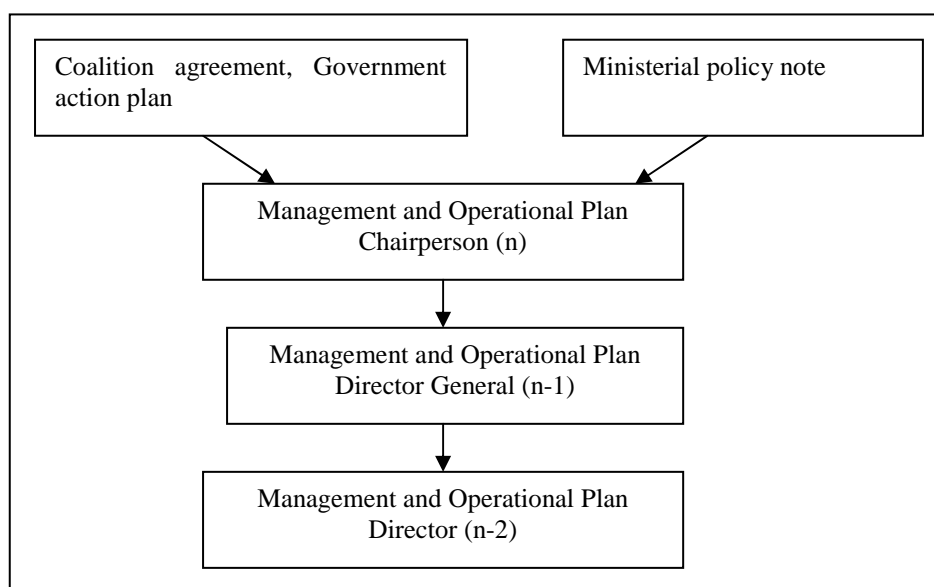 Coalition agreement, Government
action plan
Ministerial policy note
Management and Operational Plan
Chairperson (n)
Management and Operational Plan
Director General (n-1)
Management and Operational Plan
Director (n-2)